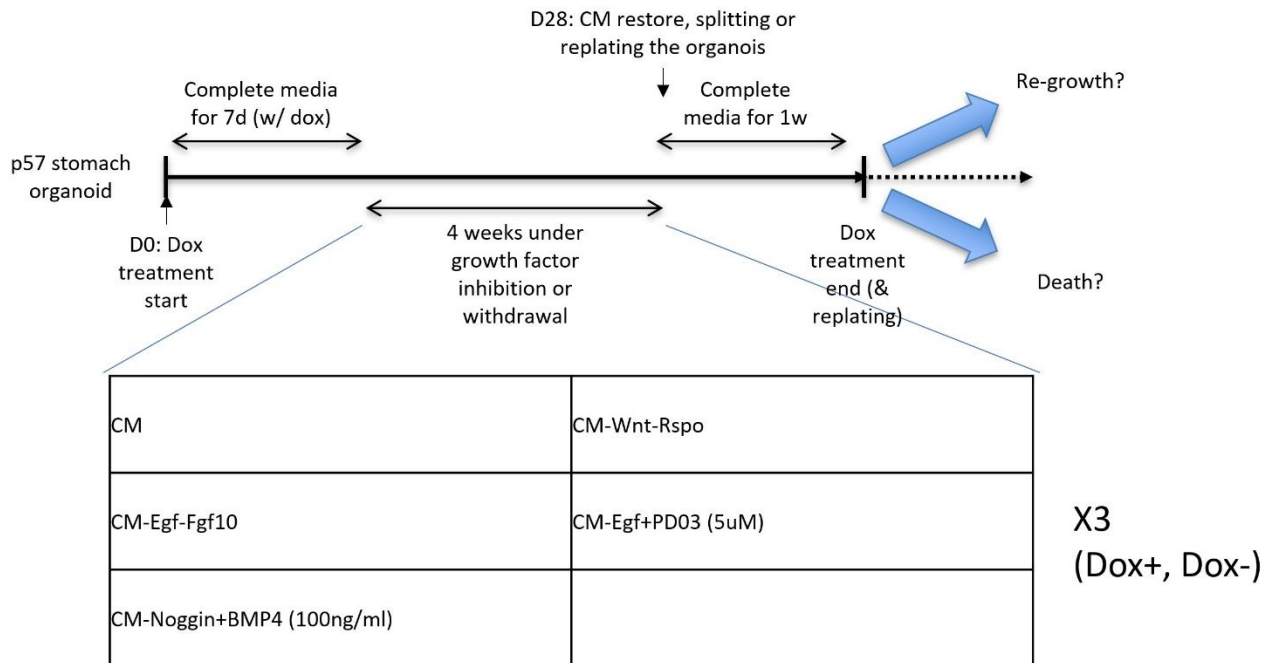 D28: CM restore, splitting or
replating the organois
Complete media
for 7d (w/ dox)
Complete
media for 1w
Re-growth?
p57 stomach
organoid
D0: Dox
treatment
start
4 weeks under
growth factor
inhibition or
withdrawal
Dox
treatment
end (&
replating)
Death?
CM
CM-Wnt-Rspo
CM-Egf-Fgf10
CM-Egf+PD03 (5uM)
CM-Noggin+BMP4 (100ng/ml)
X3
(Dox+, Dox-)